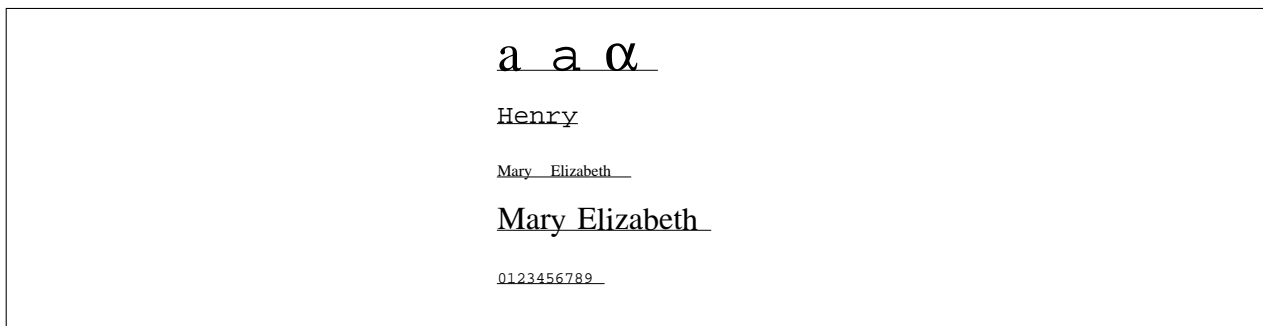 a a α
Henry
Mary Elizabeth
Mary Elizabeth
0123456789